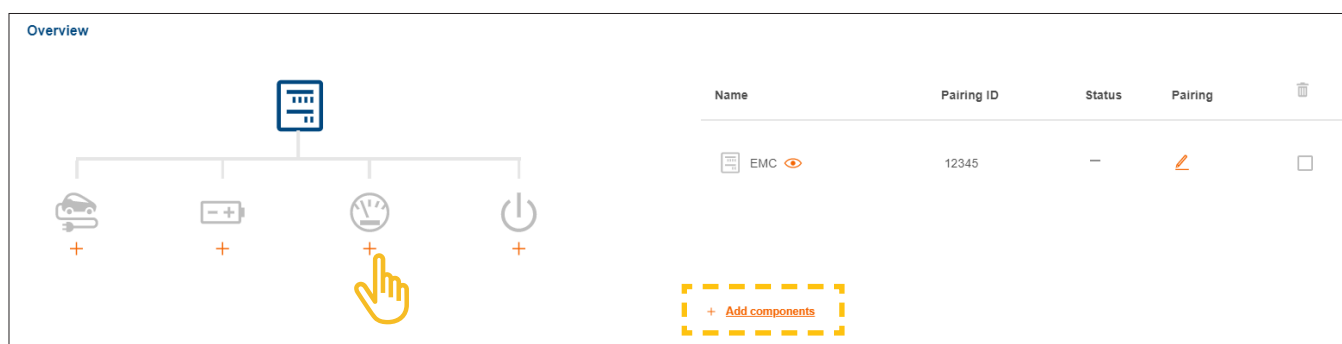 Overview
Name Pairing ID Status Pairing
EMC 12345 –
+ + + +
+ Add components